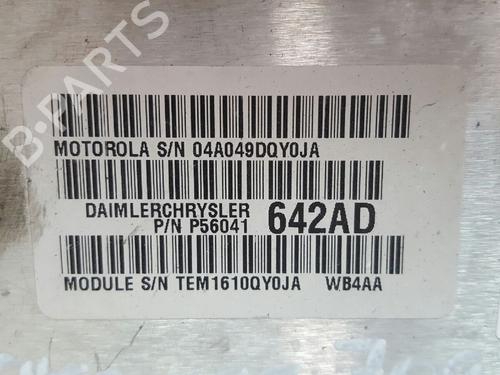 B-PARTS
MOTOROLA S/N 04A049DQY0JA
DAIMLERCHRYSLER
P/N P56041 642AD
MODULE S/N TEM1610QY0JA WB4AA